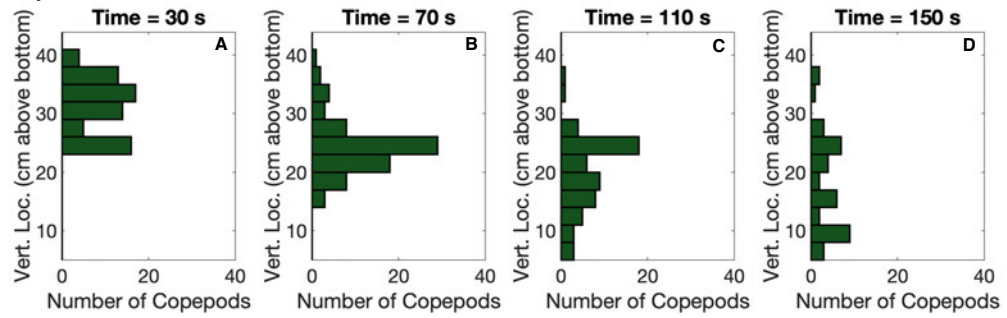 Time = 30 s
A
Vert. Loc. (cm above bottom)
40
30
20
10
0 20 40
Number of Copepods
Time = 70 s
B
Vert. Loc. (cm above bottom)
40
30
20
10
0 20 40
Number of Copepods
Time = 110 s
C
Vert. Loc. (cm above bottom)
40
30
20
10
0 20 40
Number of Copepods
Time = 150 s
D
Vert. Loc. (cm above bottom)
40
30
20
10
0 20 40
Number of Copepods